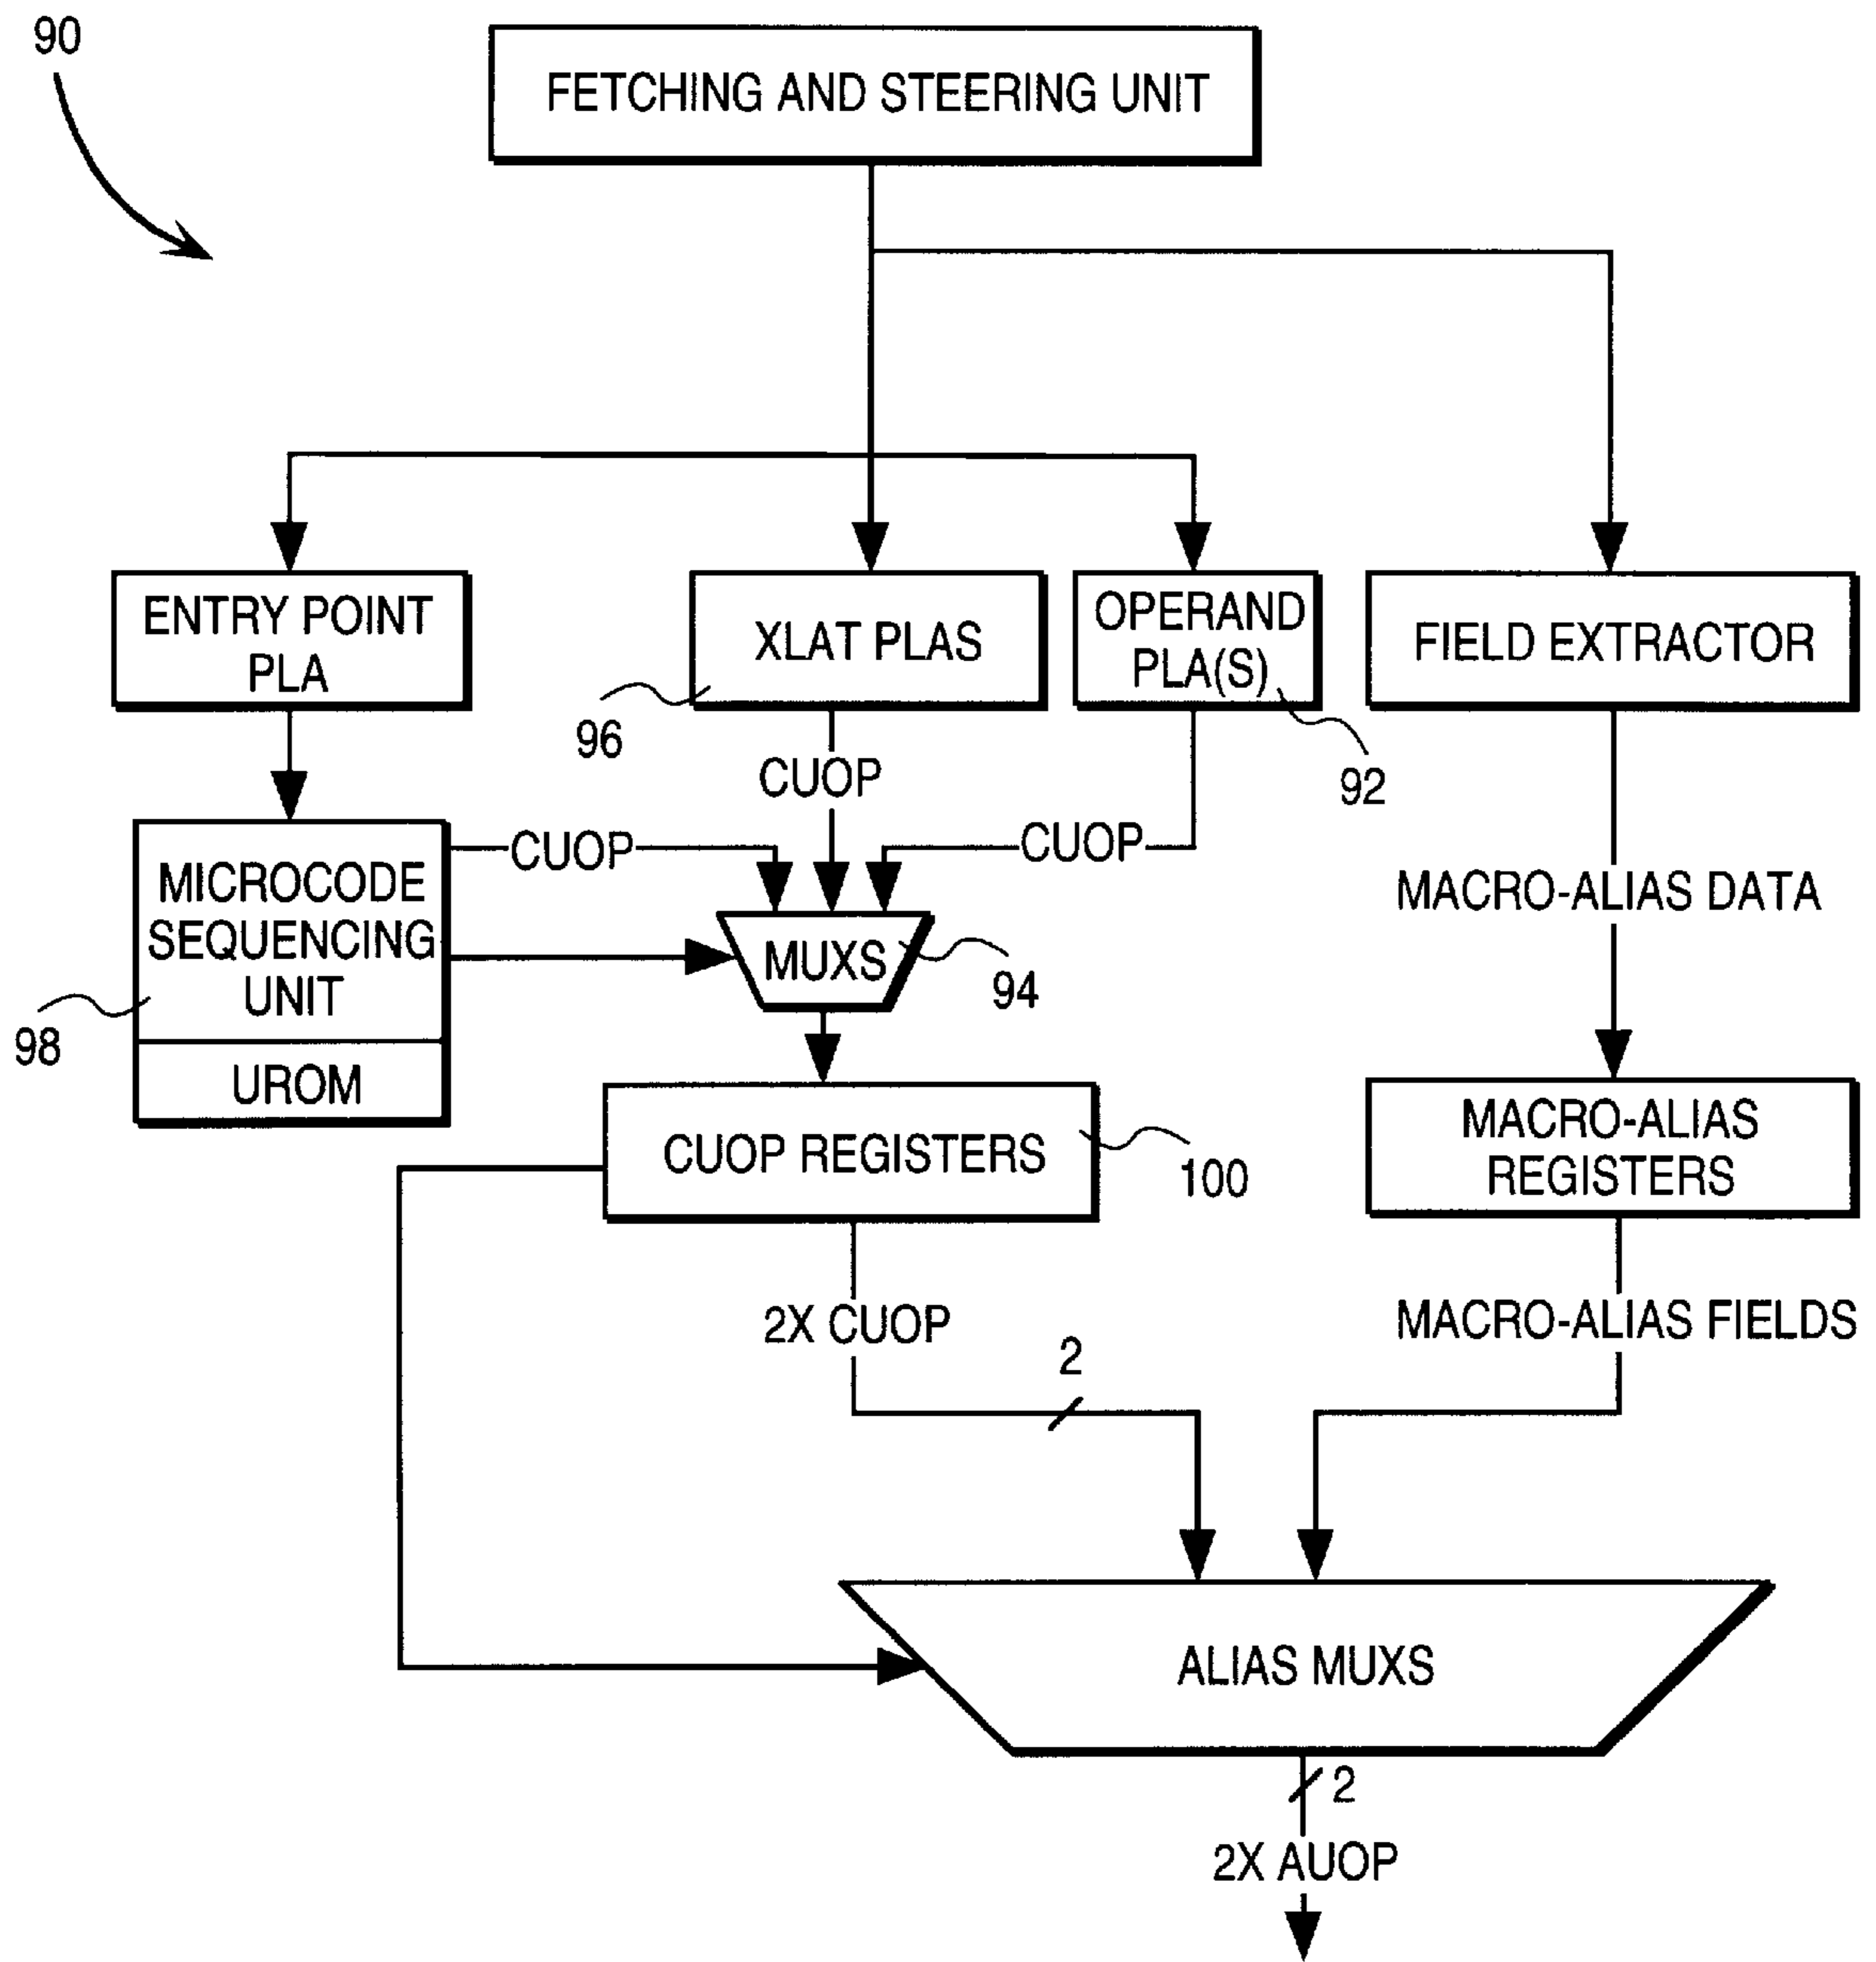 90
FETCHING AND STEERING UNIT
ENTRY POINT
PLA
XLAT PLAS
OPERAND
PLA(S)
FIELD EXTRACTOR
96
92
CUOP
CUOP
CUOP
MICROCODE
SEQUENCING
UNIT
UROM
98
MUXS
94
MACRO-ALIAS DATA
CUOP REGISTERS
100
MACRO-ALIAS
REGISTERS
2X CUOP
2
MACRO-ALIAS FIELDS
ALIAS MUXS
2
2X AUOP